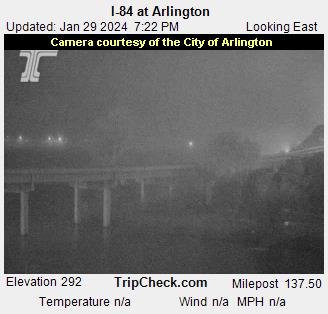 I-84 at Arlington
Updated: Jan 29 2024 7:22 PM Looking East
Camera courtesy of the City of Arlington
Elevation 292 TripCheck.com Milepost 137.50
Temperature n/a Wind n/a MPH n/a